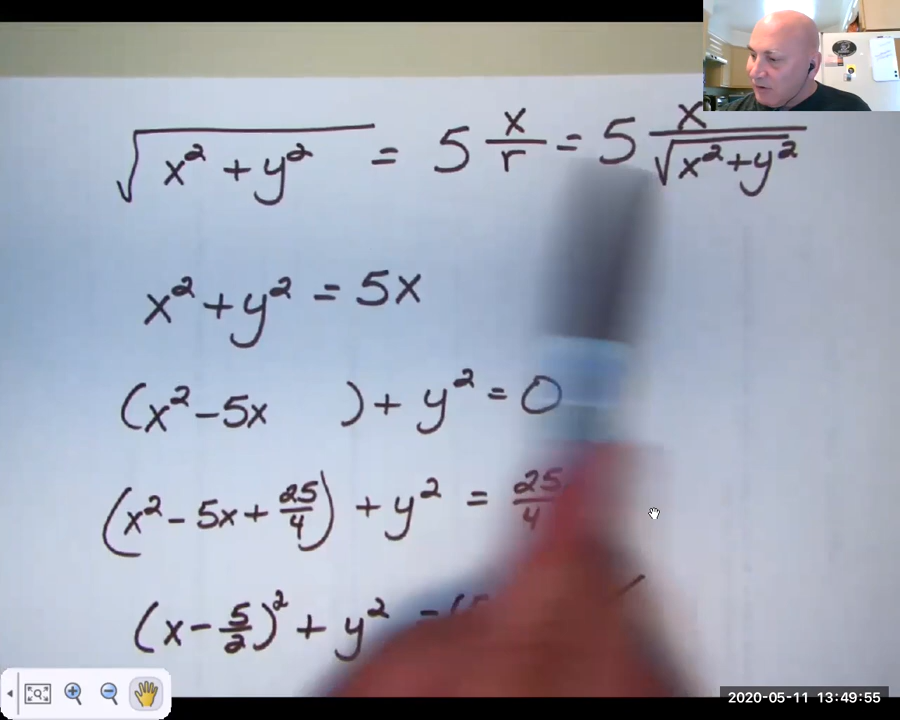 √(x² + y²) = 5 x/r = 5 x/√(x² + y²)
x² + y² = 5x
(x² - 5x    ) + y² = 0
(x² - 5x + 25/4) + y² = 25/4
(x - 5/2)² + y² = (5
2020-05-11 13:49:55